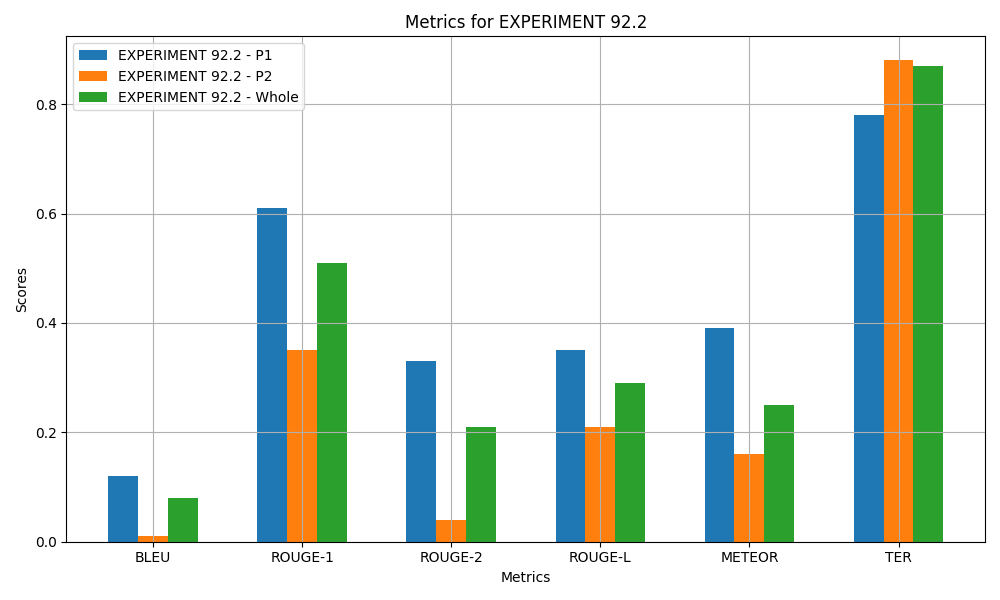 Metrics for EXPERIMENT 92.2
EXPERIMENT 92.2 - P1
EXPERIMENT 92.2 - P2
EXPERIMENT 92.2 - Whole
Scores
0.8
0.6
0.4
0.2
0.0
BLEU ROUGE-1 ROUGE-2 ROUGE-L METEOR TER
Metrics